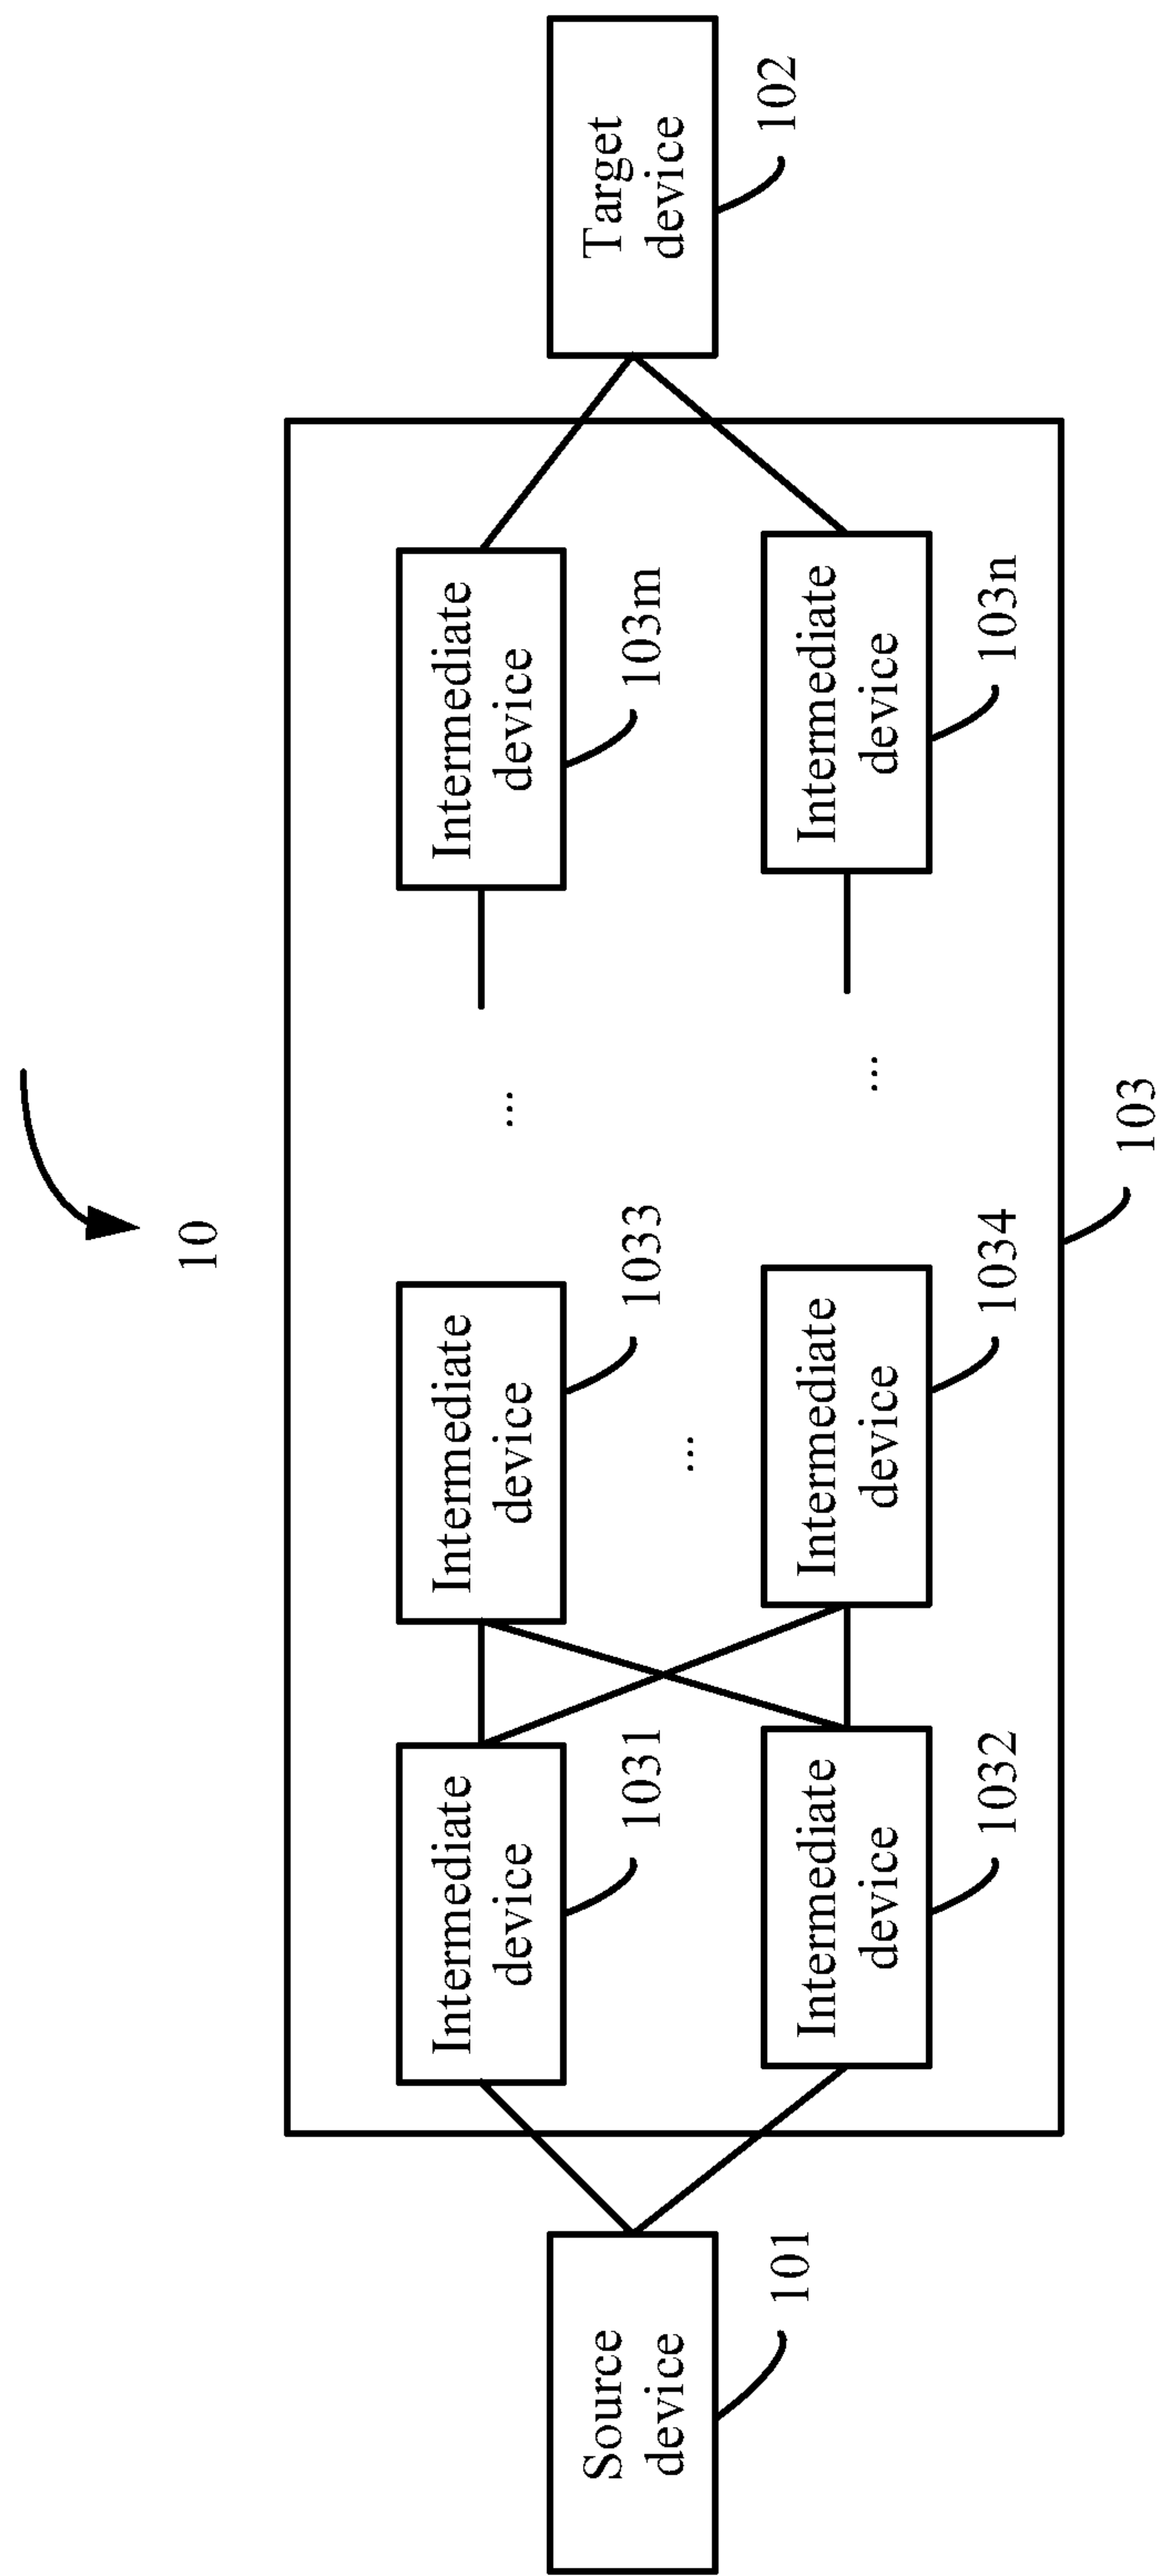 10
Source
device
101
Intermediate
device
1031
Intermediate
device
1033
...
Intermediate
device
103m
...
Intermediate
device
1032
Intermediate
device
1034
...
Intermediate
device
103n
Target
device
102
103